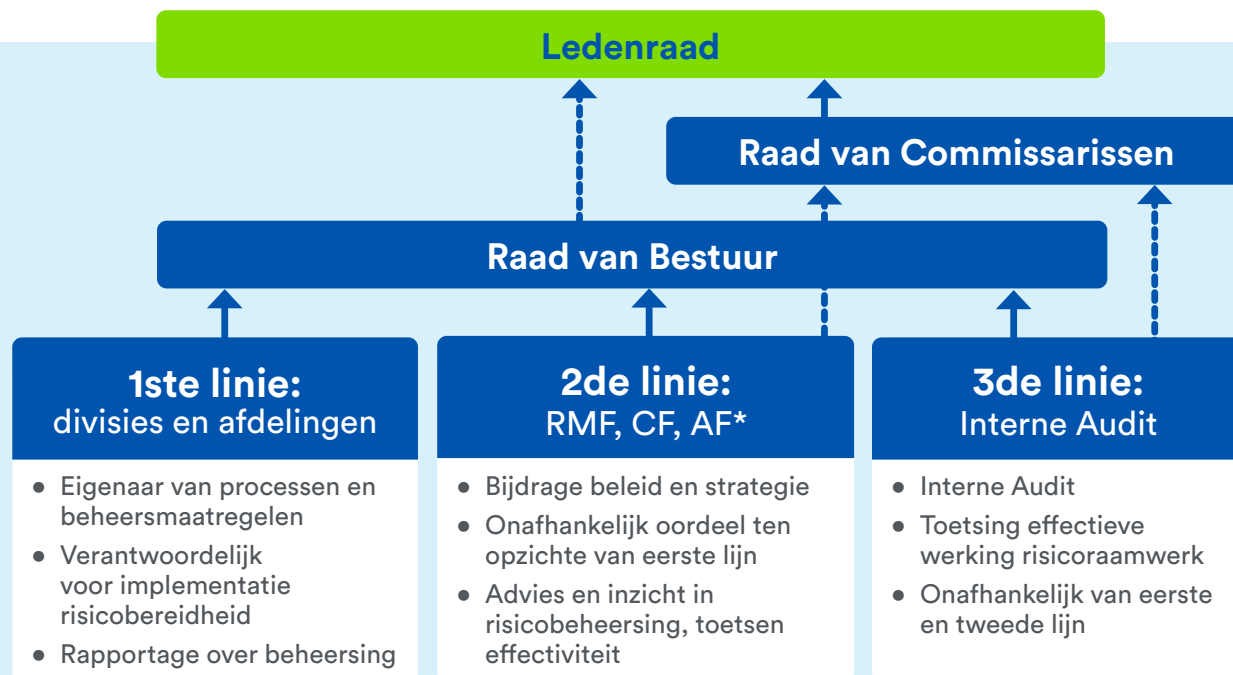 Ledenraad
Raad van Commissarissen
Raad van Bestuur
1ste linie:
divisies en afdelingen
• Eigenaar van processen en
beheersmaatregelen
• Verantwoordelijk
voor implementatie
risicobereidheid
• Rapportage over beheersing
2de linie:
RMF, CF, AF*
• Bijdrage beleid en strategie
• Onafhankelijk oordeel ten
opzichte van eerste lijn
• Advies en inzicht in
risicobeheersing, toetsen
effectiviteit
3de linie:
Interne Audit
• Interne Audit
• Toetsing effectieve
werking risicoraamwerk
• Onafhankelijk van eerste
en tweede lijn